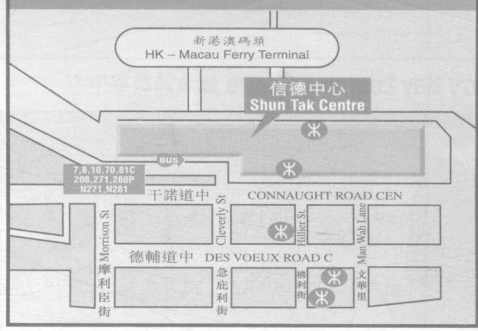 新港澳碼頭
HK – Macau Ferry Terminal
信德中心
Shun Tak Centre
BUS
7,8,10,70,81C
208,271,280P
N271,N281
干諾道中
CONNAUGHT ROAD CEN
Morrison St
摩利臣街
Cleverly St
急庇利街
Hillier St.
禧利街
Man Wah Lane
文華里
德輔道中
DES VOEUX ROAD C